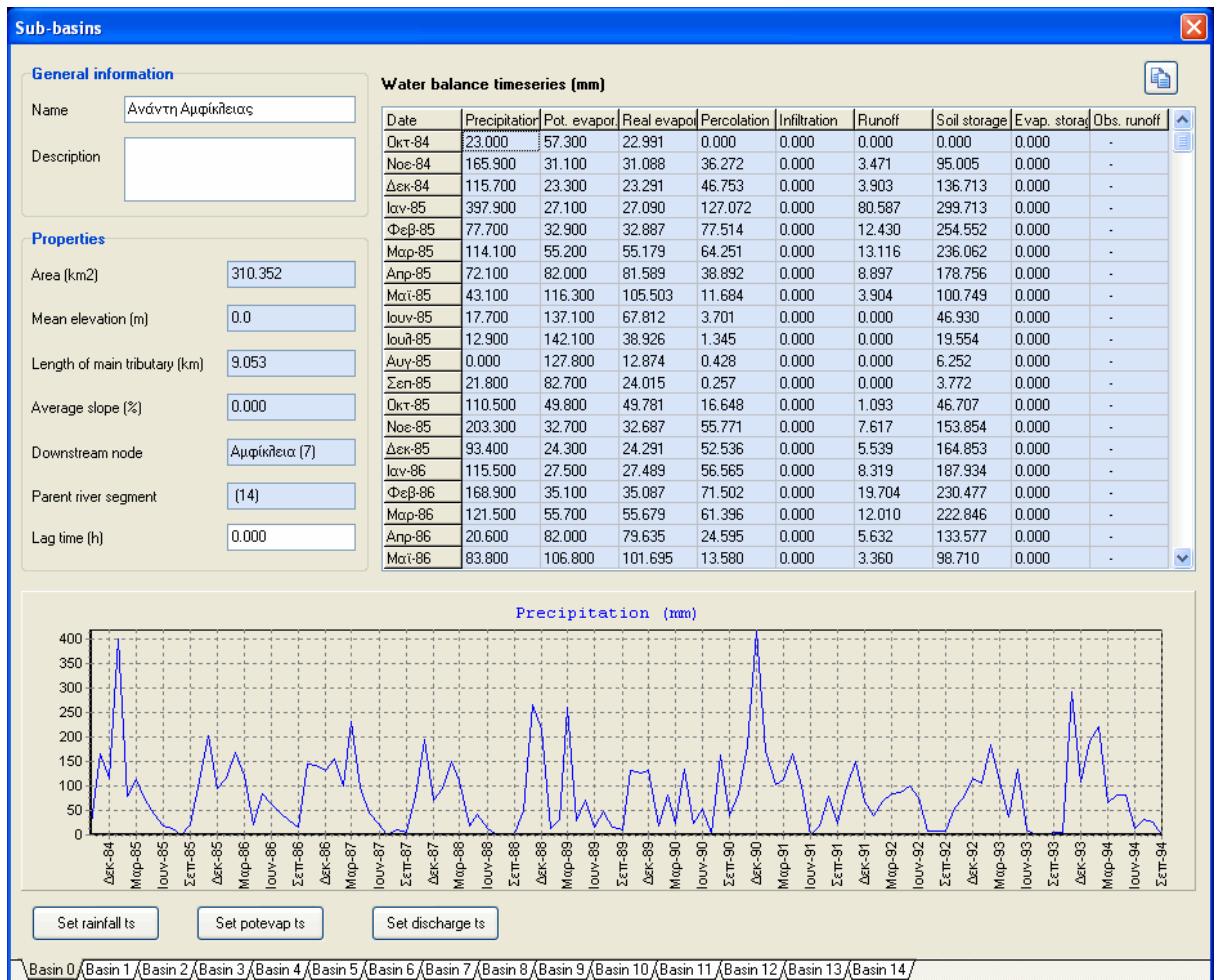 Sub-basins
General information
Name
Ανάντη Αμφίκλειας
Description
Properties
Area (km2)
310.352
Mean elevation (m)
0.0
Length of main tributary (km)
9.053
Average slope (%)
0.000
Downstream node
Αμφίκλεια (7)
Parent river segment
(14)
Lag time (h)
0.000
Water balance timeseries (mm)
Date Precipitation Pot. evapor. Real evapor Percolation Infiltration Runoff Soil storage Evap. storag Obs. runoff
Οκτ-84 23.000 57.300 22.991 0.000 0.000 0.000 0.000 0.000 -
Νοε-84 165.900 31.100 31.088 36.272 0.000 3.471 95.005 0.000 -
Δεκ-84 115.700 23.300 23.291 46.753 0.000 3.903 136.713 0.000 -
Ιαν-85 397.900 27.100 27.090 127.072 0.000 80.587 299.713 0.000 -
Φεβ-85 77.700 32.900 32.887 77.514 0.000 12.430 254.552 0.000 -
Μαρ-85 114.100 55.200 55.179 64.251 0.000 13.116 236.062 0.000 -
Απρ-85 72.100 82.000 81.589 38.892 0.000 8.897 178.756 0.000 -
Μαϊ-85 43.100 116.300 105.503 11.684 0.000 3.904 100.749 0.000 -
Ιουν-85 17.700 137.100 67.812 3.701 0.000 0.000 46.930 0.000 -
Ιουλ-85 12.900 142.100 38.926 1.345 0.000 0.000 19.554 0.000 -
Αυγ-85 0.000 127.800 12.874 0.428 0.000 0.000 6.252 0.000 -
Σεπ-85 21.800 82.700 24.015 0.257 0.000 0.000 3.772 0.000 -
Οκτ-85 110.500 49.800 49.781 16.648 0.000 1.093 46.707 0.000 -
Νοε-85 203.300 32.700 32.687 55.771 0.000 7.617 153.854 0.000 -
Δεκ-85 93.400 24.300 24.291 52.536 0.000 5.539 164.853 0.000 -
Ιαν-86 115.500 27.500 27.489 56.565 0.000 8.319 187.934 0.000 -
Φεβ-86 168.900 35.100 35.087 71.502 0.000 19.704 230.477 0.000 -
Μαρ-86 121.500 55.700 55.679 61.396 0.000 12.010 222.846 0.000 -
Απρ-86 20.600 82.000 79.635 24.595 0.000 5.632 133.577 0.000 -
Μαϊ-86 83.800 106.800 101.695 13.580 0.000 3.360 98.710 0.000 -
Precipitation (mm)
400
350
300
250
200
150
100
50
0
Δεκ-84 Μαρ-85 Ιουν-85 Σεπ-85 Δεκ-85 Μαρ-86 Ιουν-86 Σεπ-86 Δεκ-86 Μαρ-87 Ιουν-87 Σεπ-87 Δεκ-87 Μαρ-88 Ιουν-88 Σεπ-88 Δεκ-88 Μαρ-89 Ιουν-89 Σεπ-89 Δεκ-89 Μαρ-90 Ιουν-90 Σεπ-90 Δεκ-90 Μαρ-91 Ιουν-91 Σεπ-91 Δεκ-91 Μαρ-92 Ιουν-92 Σεπ-92 Δεκ-92 Μαρ-93 Ιουν-93 Σεπ-93 Δεκ-93 Μαρ-94 Ιουν-94 Σεπ-94
Set rainfall ts Set potevap ts Set discharge ts
Basin 0 Basin 1 Basin 2 Basin 3 Basin 4 Basin 5 Basin 6 Basin 7 Basin 8 Basin 9 Basin 10 Basin 11 Basin 12 Basin 13 Basin 14